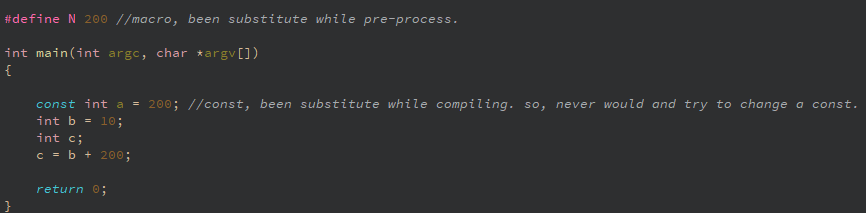 #define N 200 //macro, been substitute while pre-process.
int main(int argc, char *argv[])
{
const int a = 200; //const, been substitute while compiling. so, never would and try to change a const.
int b = 10;
int c;
c = b + 200;
return 0;
}